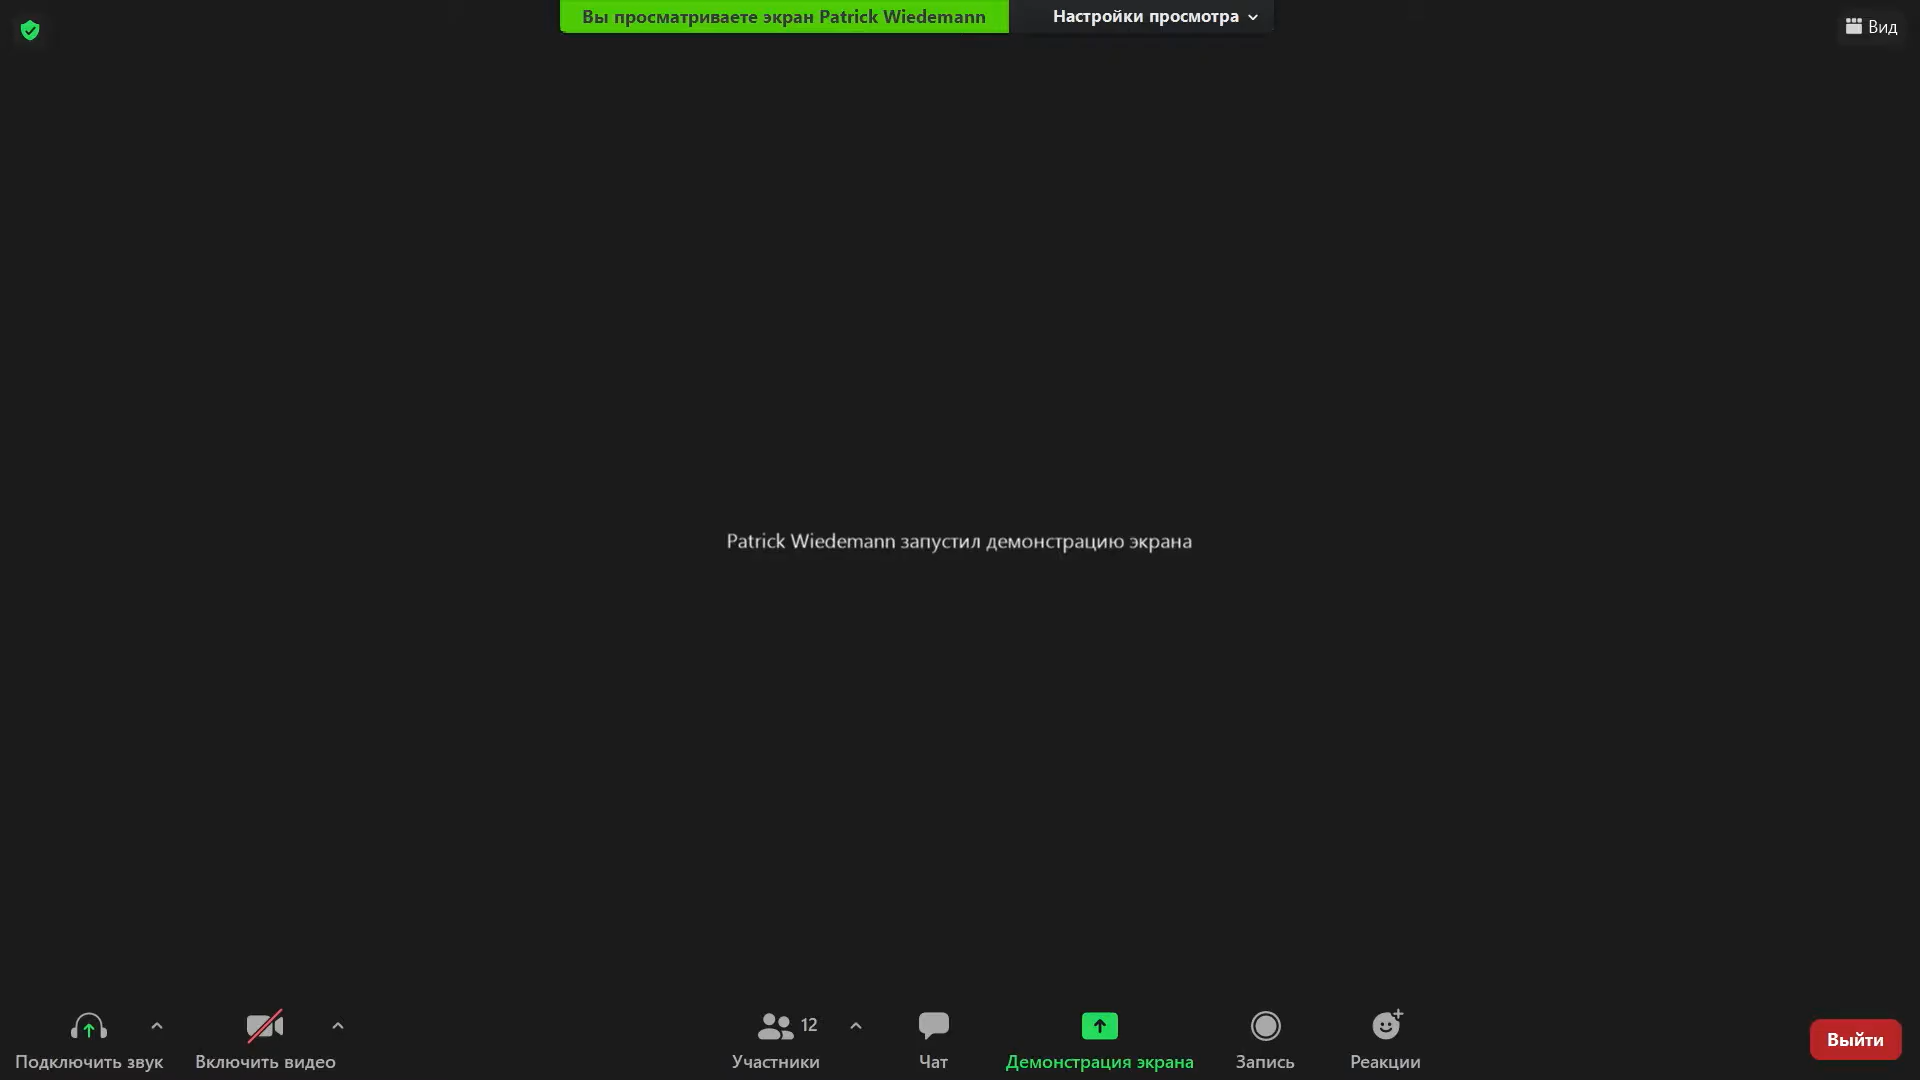 Вы просматриваете экран Patrick Wiedemann
Настройки просмотра
Вид
Patrick Wiedemann запустил демонстрацию экрана
12
Подключить звук
Включить видео
Участники
Чат
Демонстрация экрана
Запись
Реакции
Выйти